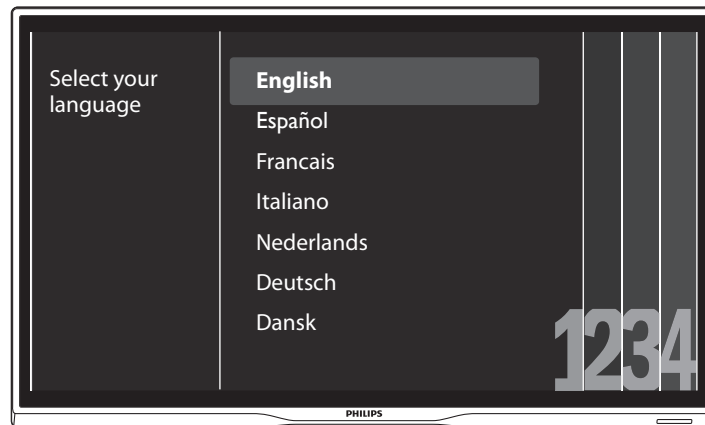 Select your
language
English
Español
Francais
Italiano
Nederlands
Deutsch
Dansk
1234
PHILIPS